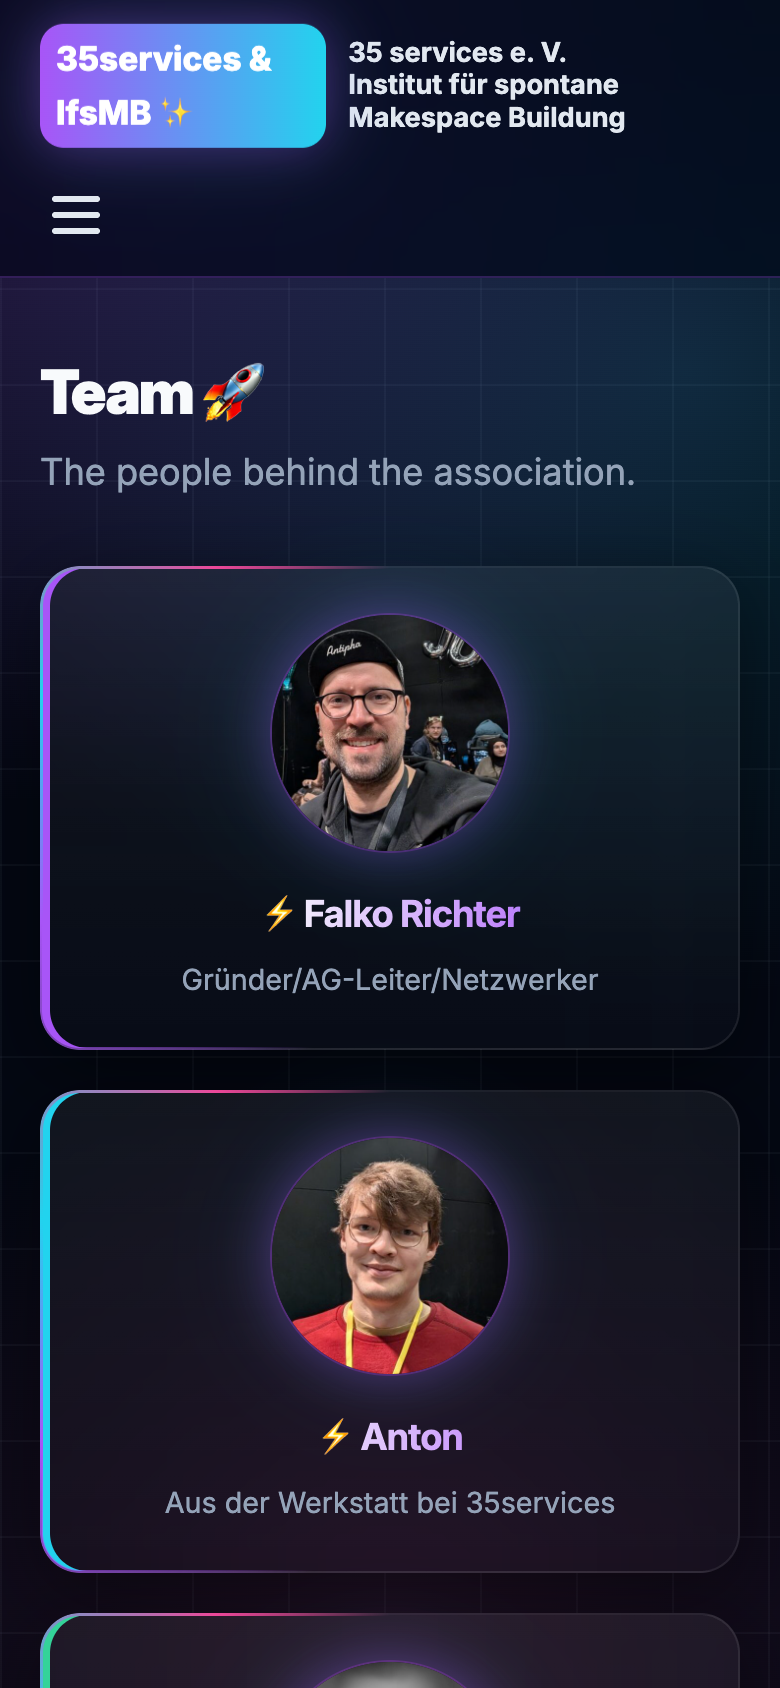 35services &
IfsMB ✨
35 services e. V.
Institut für spontane
Makespace Buildung
Team 🚀
The people behind the association.
Antipha
⚡ Falko Richter
Gründer/AG-Leiter/Netzwerker
⚡ Anton
Aus der Werkstatt bei 35services